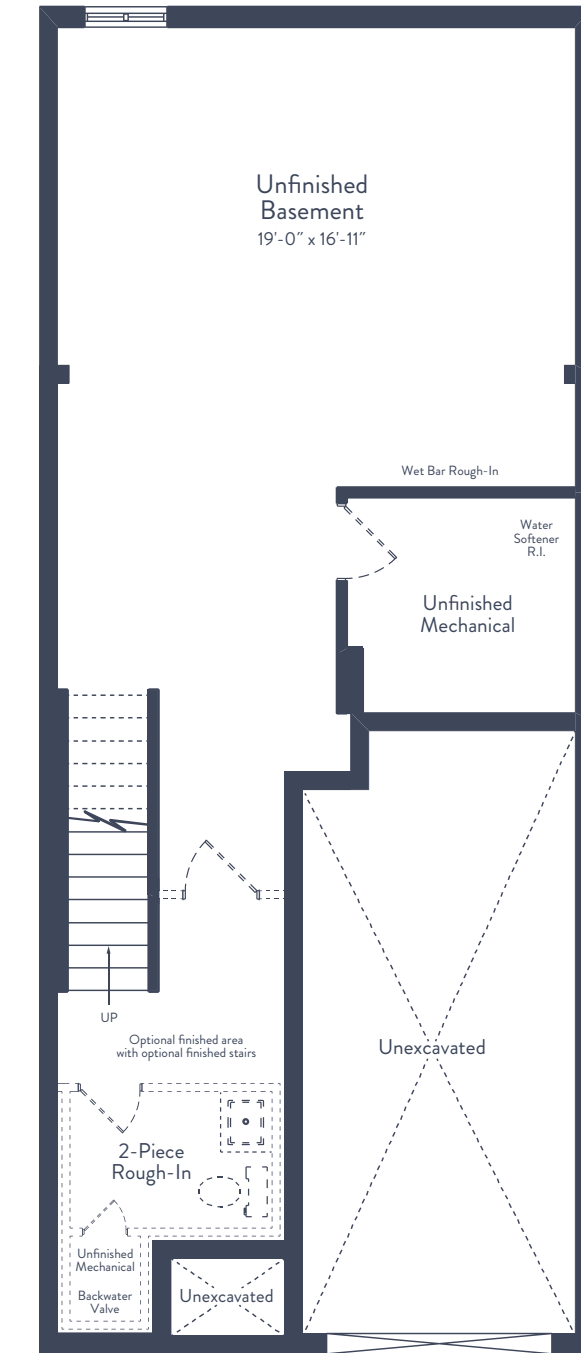 Unfinished
Basement
19'-0″ x 16'-11″
Wet Bar Rough-In
Water
Softener
R.I.
Unfinished
Mechanical
UP
Optional finished area
with optional finished stairs
Unexcavated
2-Piece
Rough-In
Unfinished
Mechanical
Backwater
Valve
Unexcavated